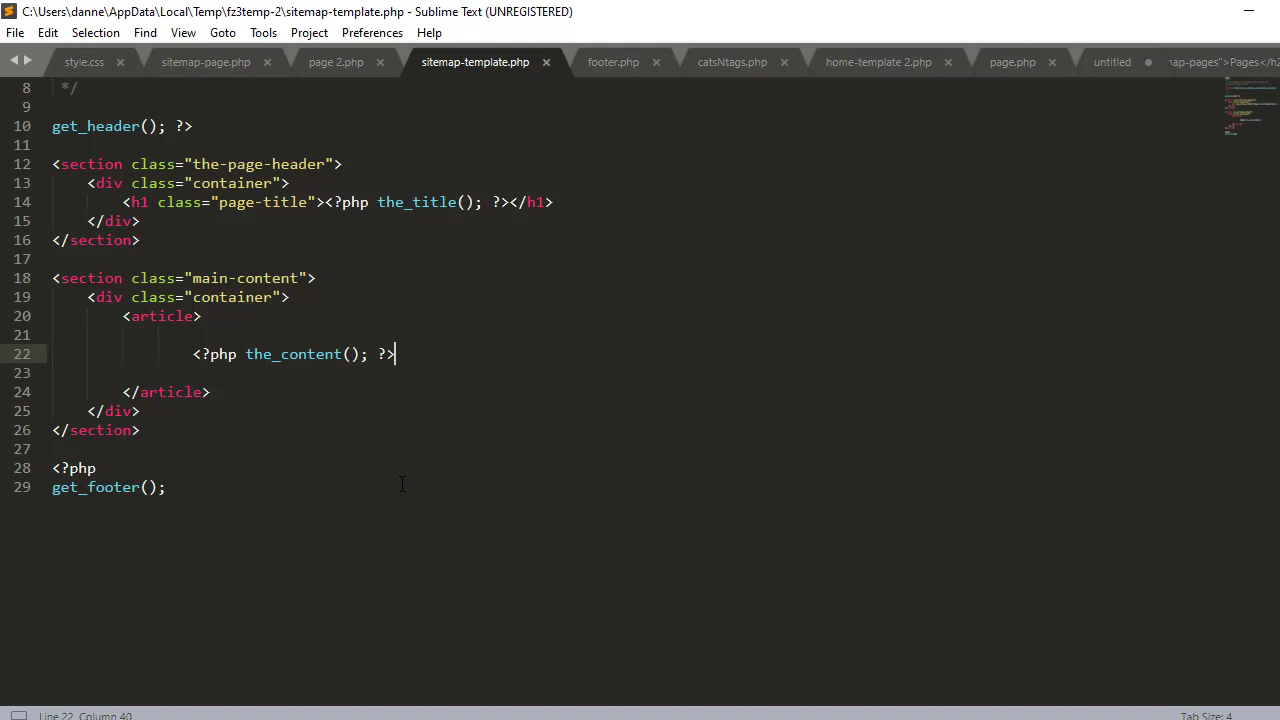 C:\Users\danne\AppData\Local\Temp\fz3temp-2\sitemap-template.php - Sublime Text (UNREGISTERED)
File Edit Selection Find View Goto Tools Project Preferences Help
style.css sitemap-page.php page 2.php sitemap-template.php footer.php catsNtags.php home-template 2.php page.php untitled nap-pages">Pages</h2
8 */
9
10 get_header(); ?>
11
12 <section class="the-page-header">
13 <div class="container">
14 <h1 class="page-title"><?php the_title(); ?></h1>
15 </div>
16 </section>
17
18 <section class="main-content">
19 <div class="container">
20 <article>
21
22 <?php the_content(); ?>
23
24 </article>
25 </div>
26 </section>
27
28 <?php
29 get_footer();
Line 22, Column 40 Tab Size: 4